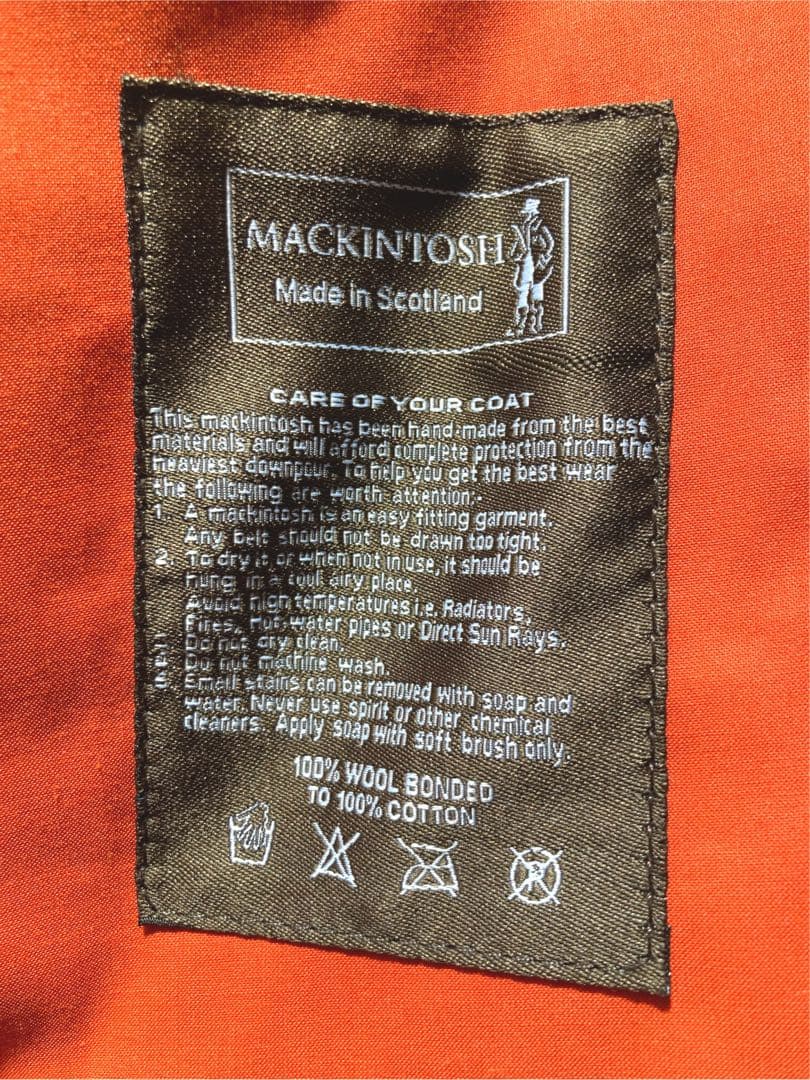 MACKINTOSH
Made in Scotland
CARE OF YOUR COAT
This mackintosh has been hand-made from the best
materials and will afford complete protection from the
heaviest downpour. To help you get the best wear
the following are worth attention:-
1. A mackintosh is an easy fitting garment.
Any belt should not be drawn too tight.
2. To dry it or when not in use, it should be
hung in a cool airy place.
Avoid high temperatures i.e. Radiators,
Fires, Hot water pipes or Direct Sun Rays.
Do not dry clean.
Do not machine wash.
Small stains can be removed with soap and
water. Never use spirit or other chemical
cleaners. Apply soap with soft brush only.
100% WOOL BONDED
TO 100% COTTON